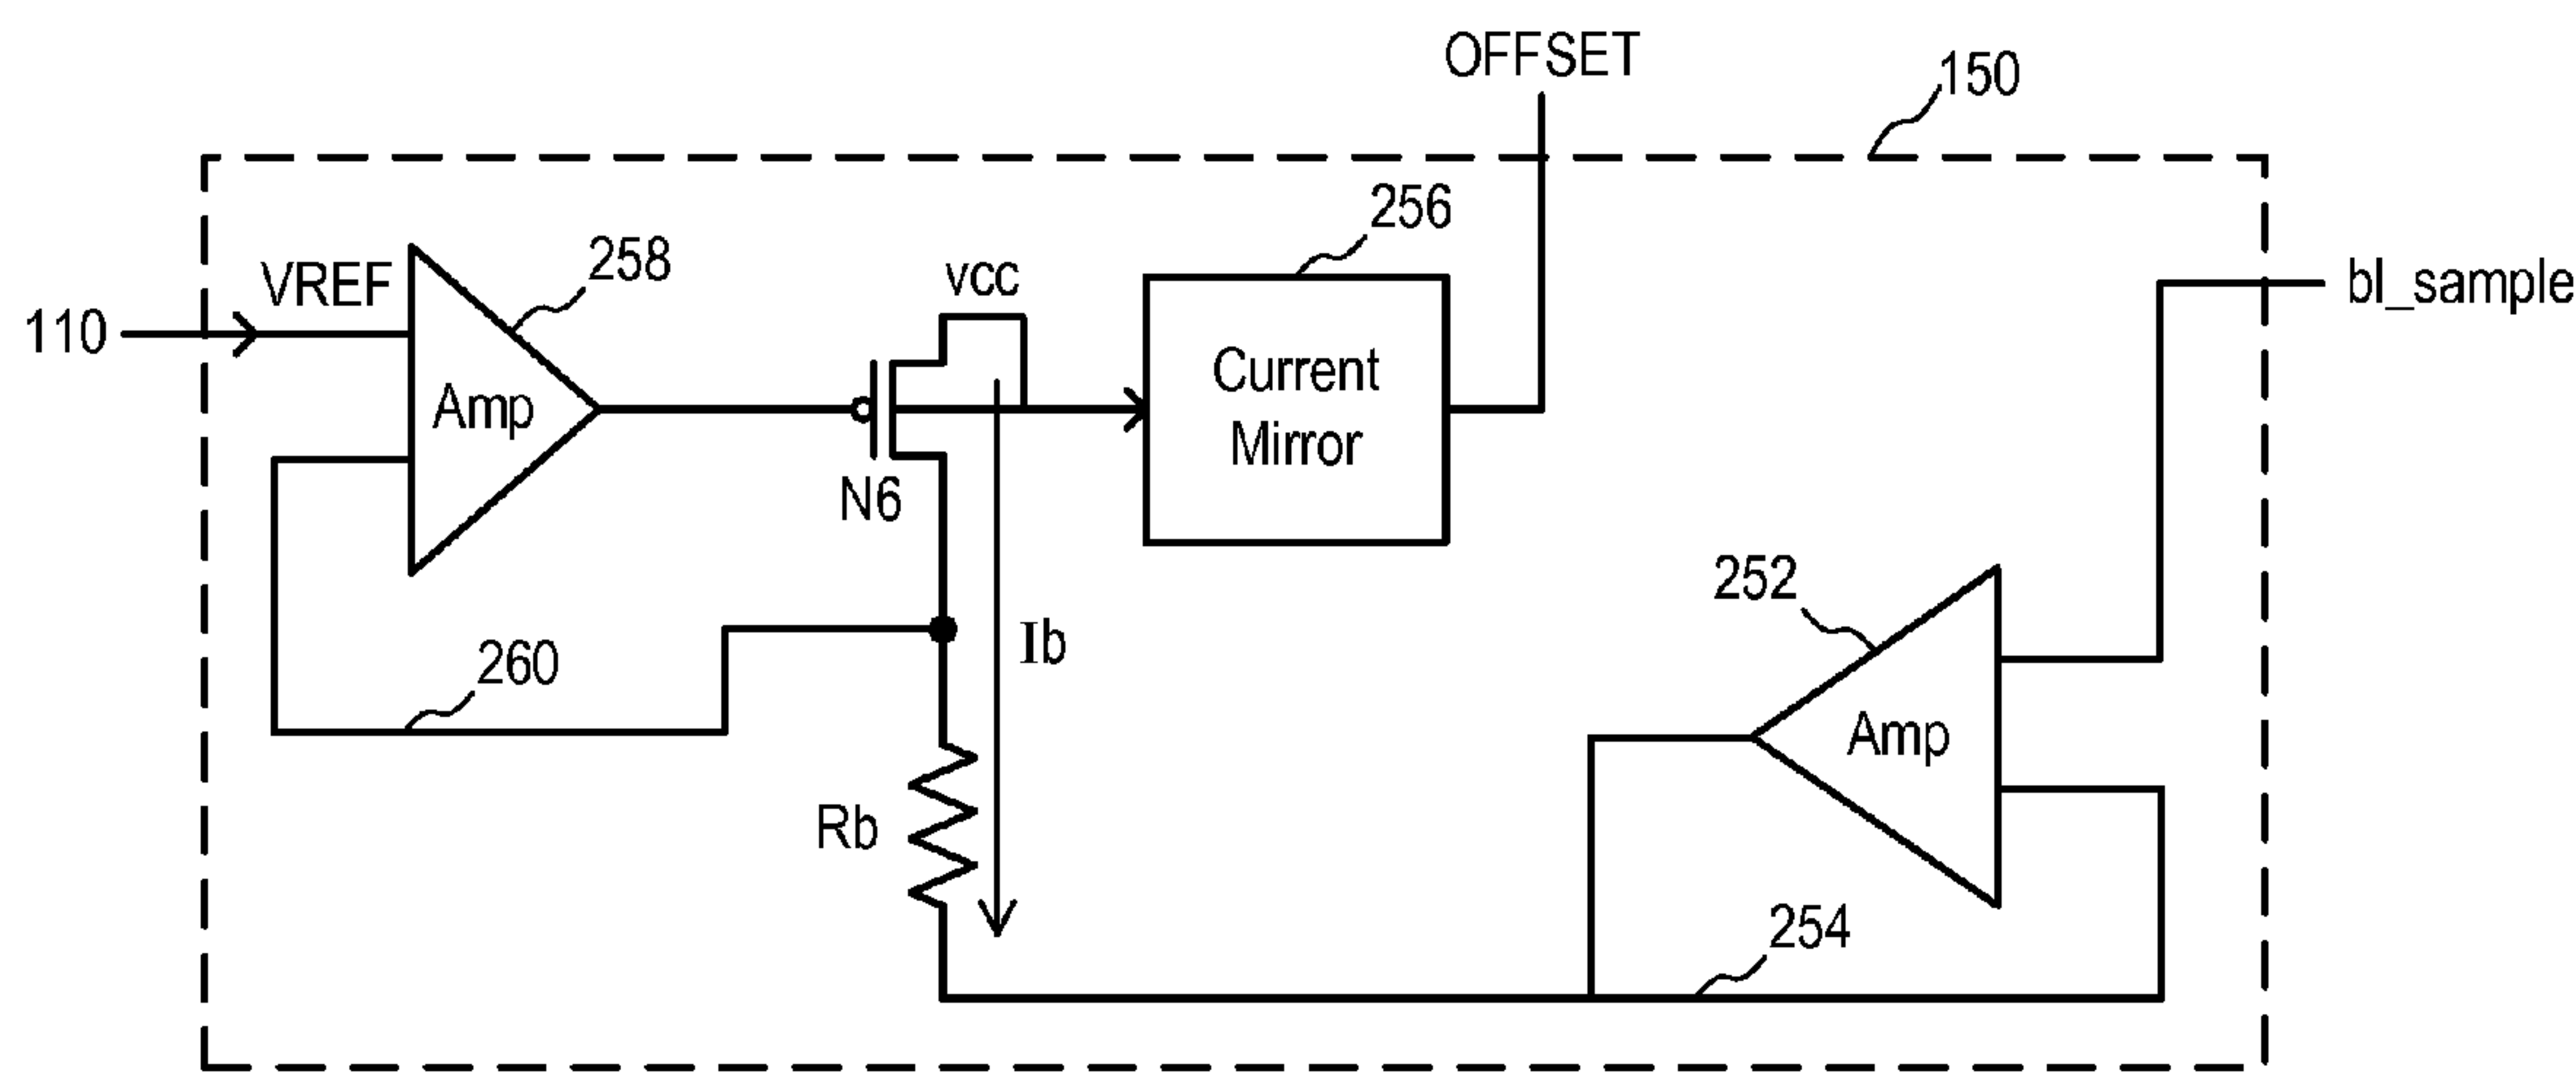 OFFSET
150
256
258
VREF
vcc
bl_sample
110
Current
Mirror
Amp
N6
252
Ib
260
Amp
Rb
254